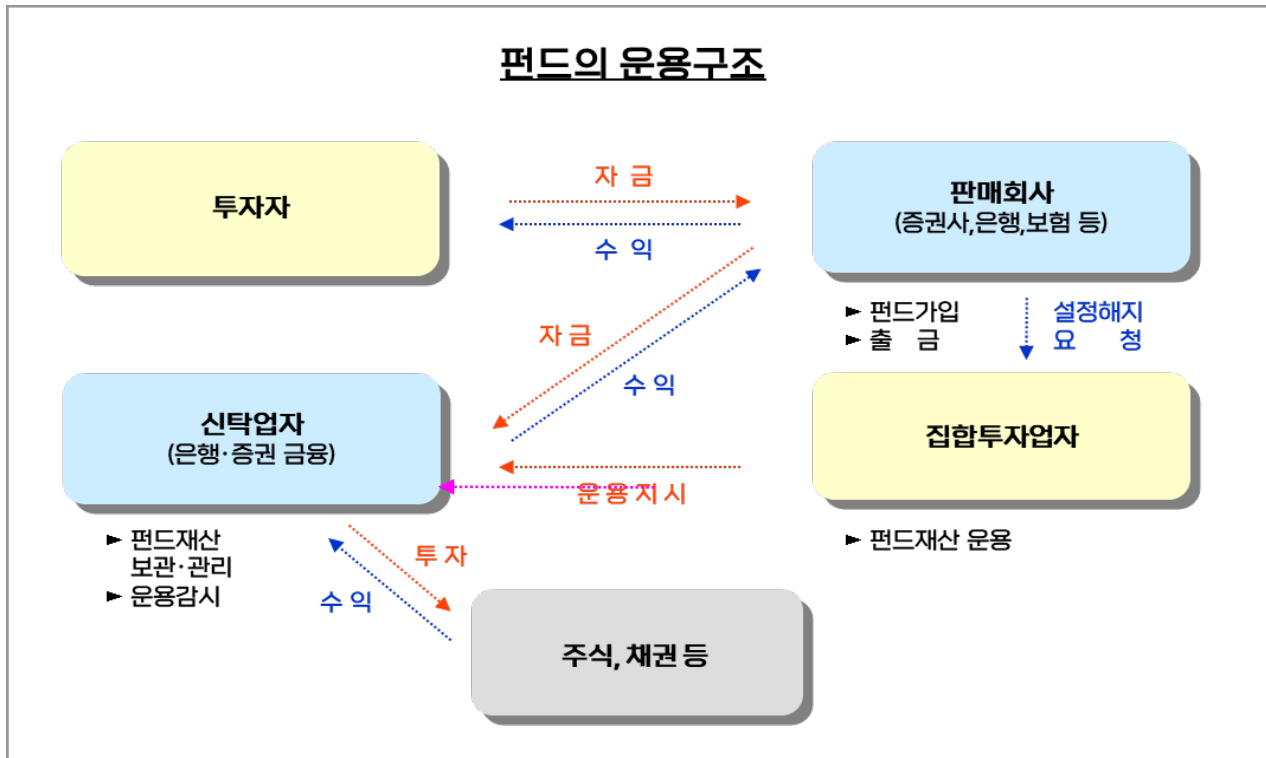 펀드의 운용구조
투자자
자 금
수 익
판매회사
(증권사,은행,보험 등)
► 펀드가입
► 출 금
설정해지
요 청
자 금
수 익
신탁업자
(은행·증권 금융)
운 용 지 시
집합투자업자
► 펀드재산
보관·관리
► 운용감시
투 자
수 익
► 펀드재산 운용
주식, 채권 등